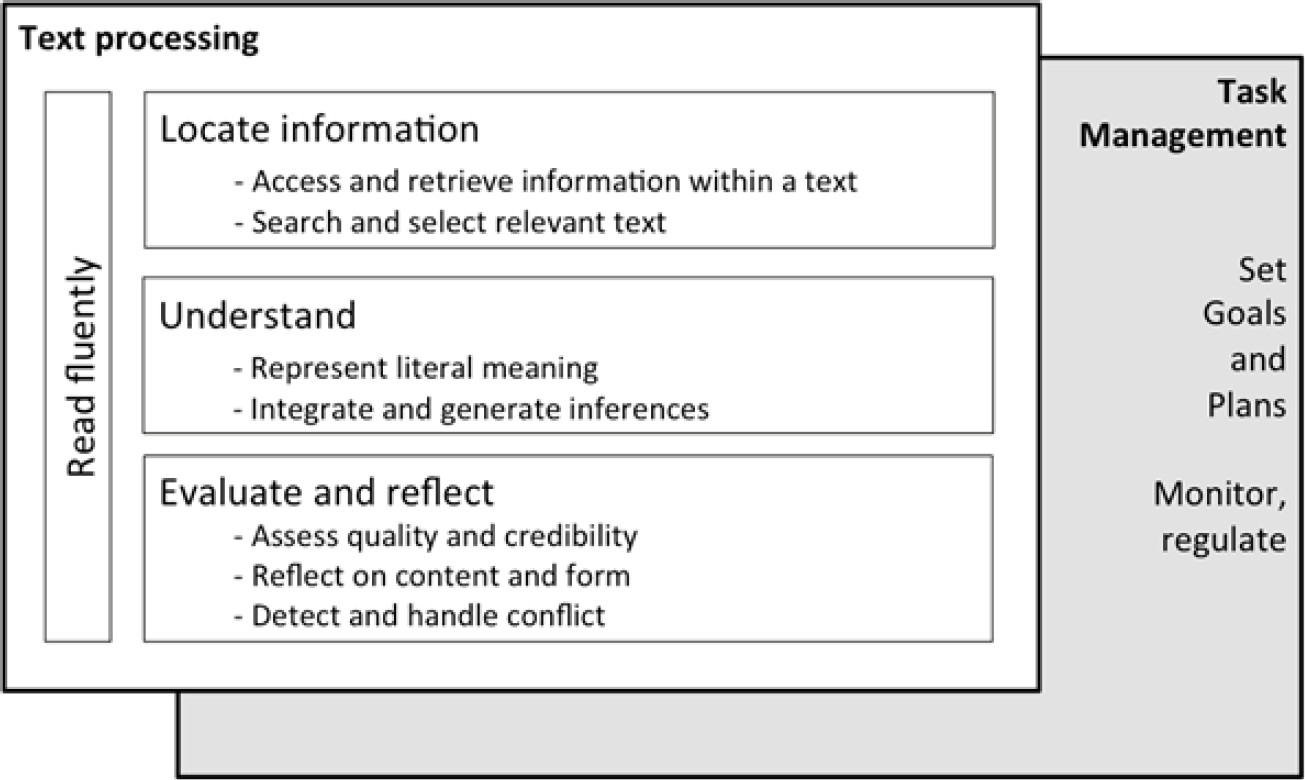 Text processing
Read fluently
Locate information
- Access and retrieve information within a text
- Search and select relevant text
Understand
- Represent literal meaning
- Integrate and generate inferences
Evaluate and reflect
- Assess quality and credibility
- Reflect on content and form
- Detect and handle conflict
Task
Management
Set
Goals
and
Plans
Monitor,
regulate